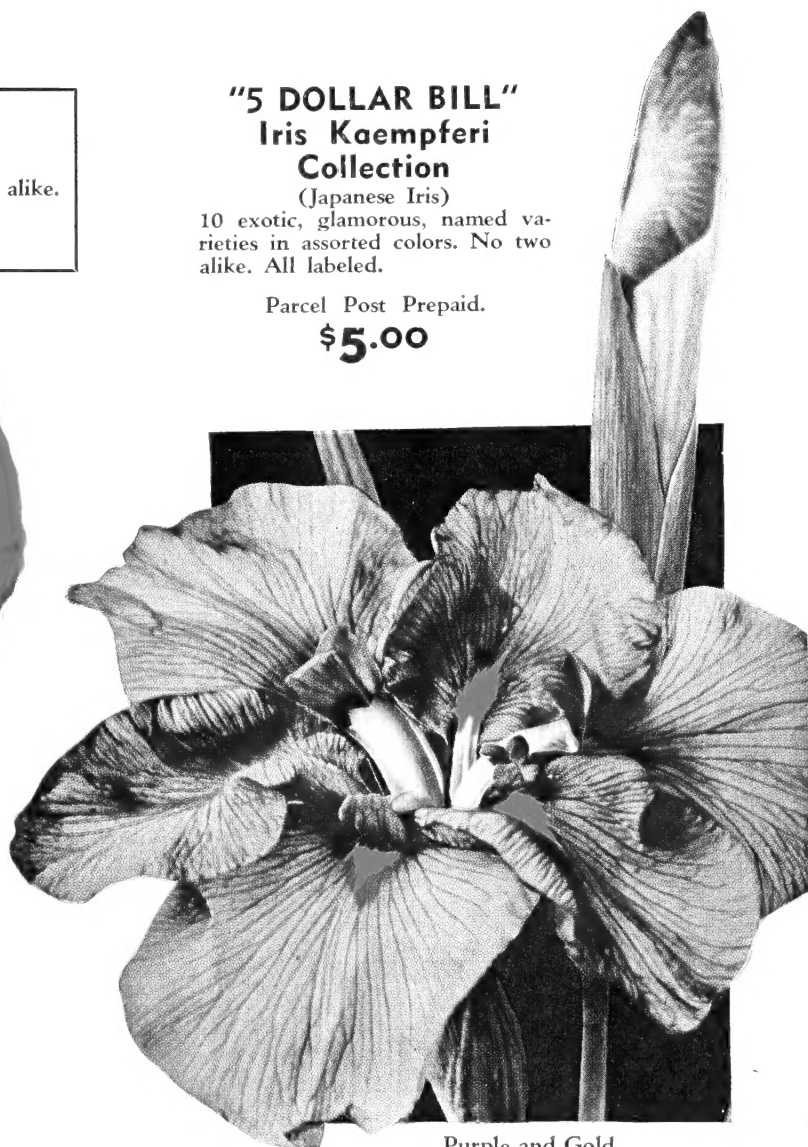 alike.
"5 DOLLAR BILL"
Iris Kaempferi
Collection
(Japanese Iris)
10 exotic, glamorous, named va-
rieties in assorted colors. No two
alike. All labeled.
Parcel Post Prepaid.
$5.00
Purple and Gold